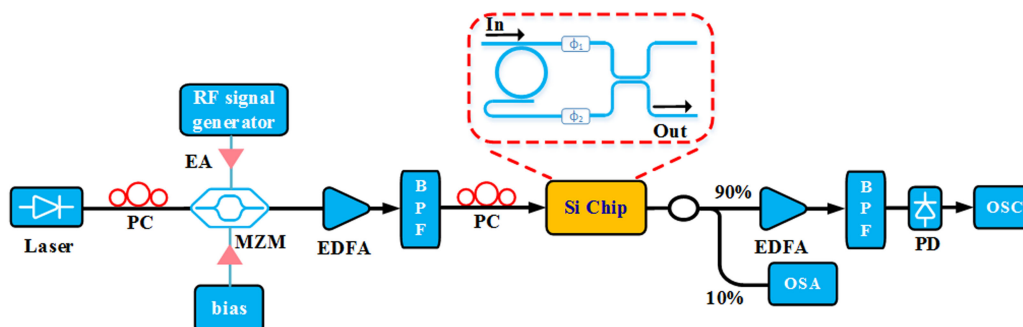 In
ϕ1
ϕ2
Out
RF signal
generator
EA
Laser
PC
MZM
bias
EDFA
B
P
F
PC
Si Chip
90%
10%
EDFA
OSA
B
P
F
PD
OSC